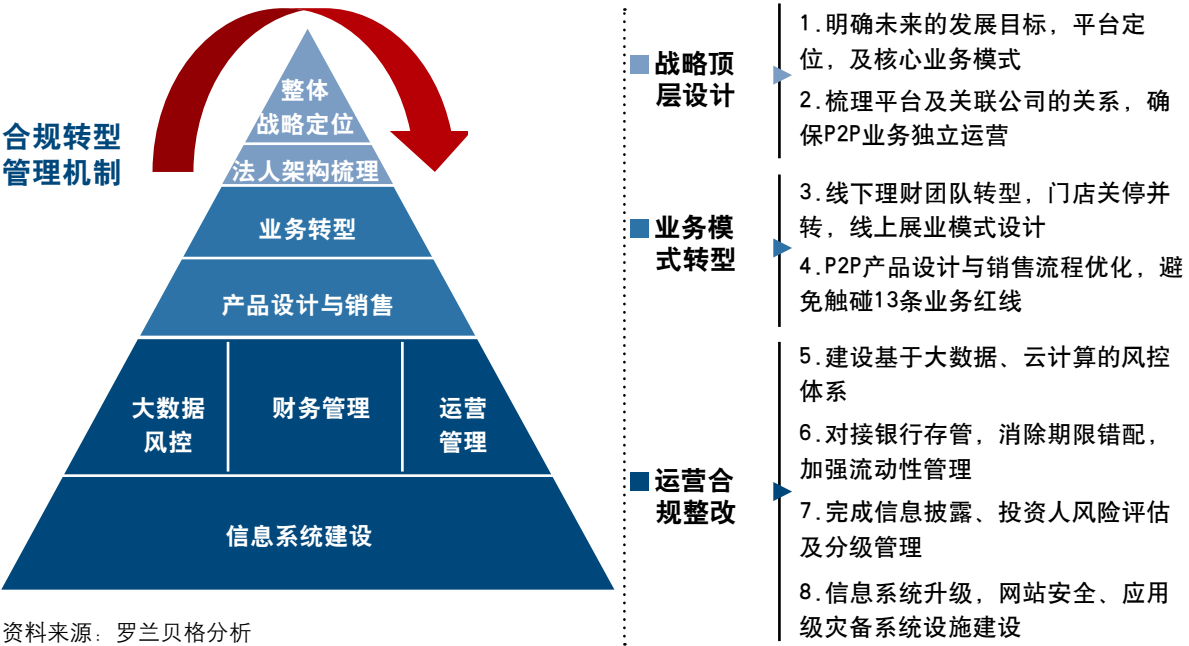 合规转型
管理机制
整体
战略定位
法人架构梳理
业务转型
产品设计与销售
大数据
风控
财务管理
运营
管理
信息系统建设
资料来源：罗兰贝格分析
战略顶
层设计
1.明确未来的发展目标，平台定
位，及核心业务模式
2.梳理平台及关联公司的关系，确
保P2P业务独立运营
业务模
式转型
3.线下理财团队转型，门店关停并
转，线上展业模式设计
4.P2P产品设计与销售流程优化，避
免触碰13条业务红线
运营合
规整改
5.建设基于大数据、云计算的风控
体系
6.对接银行存管，消除期限错配，
加强流动性管理
7.完成信息披露、投资人风险评估
及分级管理
8.信息系统升级，网站安全、应用
级灾备系统设施建设